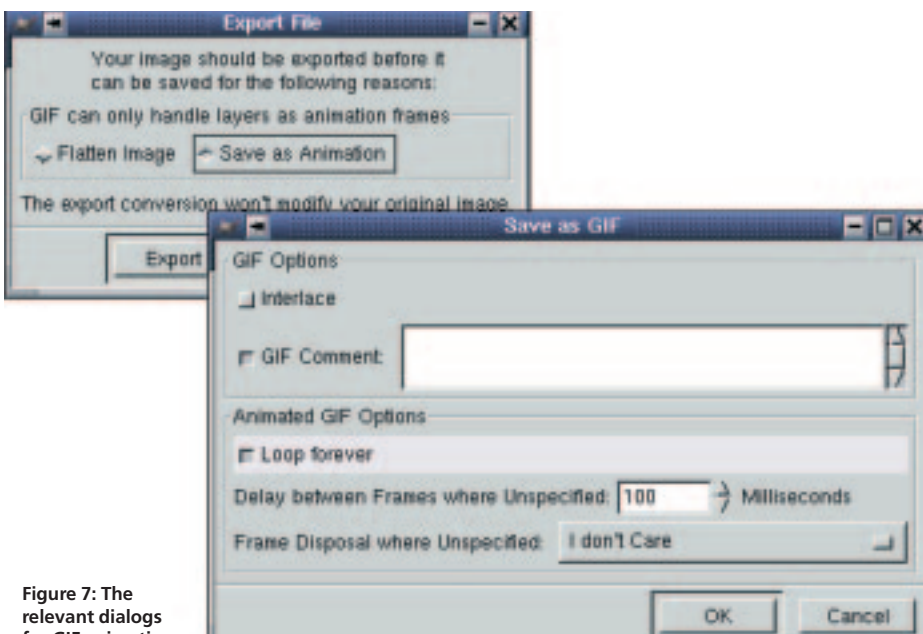 Export File
Your image should be exported before it
can be saved for the following reasons:
GIF can only handle layers as animation frames
Flatten Image
Save as Animation
The export conversion won't modify your original image.
Export
Save as GIF
GIF Options
Interlace
GIF Comment:
Animated GIF Options
Loop forever
Delay between Frames where Unspecified: 100 Milliseconds
Frame Disposal where Unspecified: I don't Care
OK
Cancel
Figure 7: The
relevant dialogs
for GIF